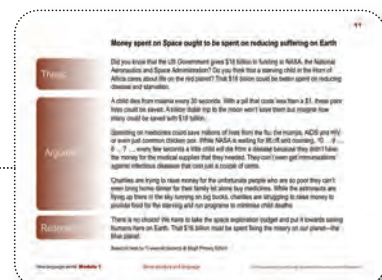 Money spent on Space ought to be spent on reducing suffering on Earth
Thesis
Did you know that the US Government gives $18 billion in funding to NASA, the National
Aeronautics and Space Administration? Do you think that a starving child in the Horn of
Africa cares about life on the red planet? That $18 billion could be better spent on reducing
disease and starvation.
Argument
A child dies from malaria every 30 seconds. With a pill that costs less than a $1, these poor
lives could be saved. A trillion dollar trip to the moon won't save them but imagine how
many could be saved with $18 billion.
Spending on medicines could save millions of lives from the flu, the mumps, AIDS and HIV
or even just common chicken pox. While NASA is waiting for lift off and counting, '10 ... 9 ...
8 ... 7 ... every few seconds a little child will die from a disease because they didn't have
the money for the medical supplies that they needed. They can't even get immunisations
against infectious diseases that cost just a couple of cents.
Charities are trying to raise money for the unfortunate people who are so poor they can't
even bring home dinner for their family let alone buy medicines. While the astronauts are
flying up there in the sky running on big bucks, charities are struggling to raise money to
provide food for the starving and run programs to minimise child deaths.
There is no choice! We have to take the space exploration budget and put it towards saving
humans here on Earth. That $18 billion must be spent fixing the misery on our planet—the
blue planet.